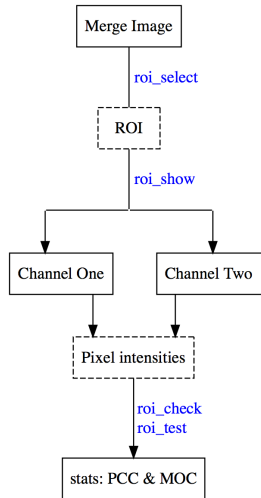 Merge Image
roi_select
ROI
roi_show
Channel One
Channel Two
Pixel intensities
roi_check
roi_test
stats: PCC & MOC